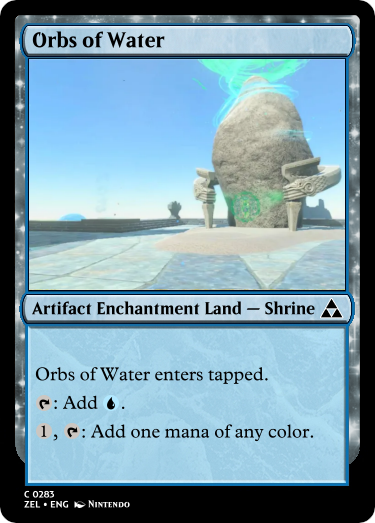 Orbs of Water
Artifact Enchantment Land — Shrine
Orbs of Water enters tapped.
: Add .
1, : Add one mana of any color.
C 0283
ZEL • ENG Nintendo